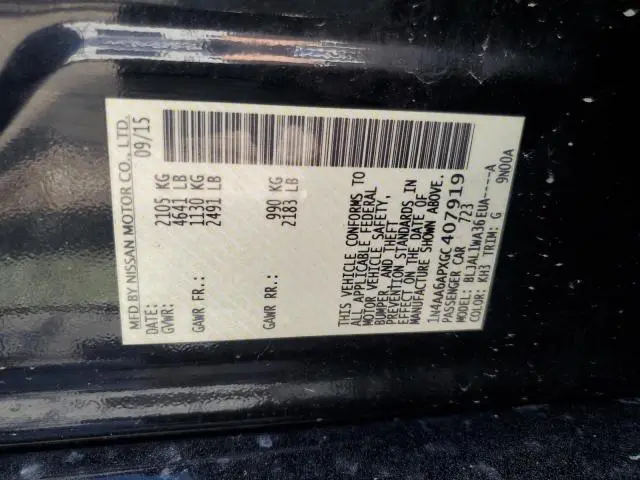 MFD BY NISSAN MOTOR CO., LTD.
DATE: 09/15
GVWR: 2105 KG
4641 LB
GAWR FR.: 1130 KG
2491 LB
GAWR RR.: 990 KG
2183 LB
THIS VEHICLE CONFORMS TO
ALL APPLICABLE FEDERAL
MOTOR VEHICLE SAFETY,
BUMPER, AND THEFT
PREVENTION STANDARDS IN
EFFECT ON THE DATE OF
MANUFACTURE SHOWN ABOVE.
1N4AA6APXGC407919
PASSENGER CAR 723
MODEL: BLJALLWA36EUA-----A
COLOR: KH3 TRIM: G 9N00A